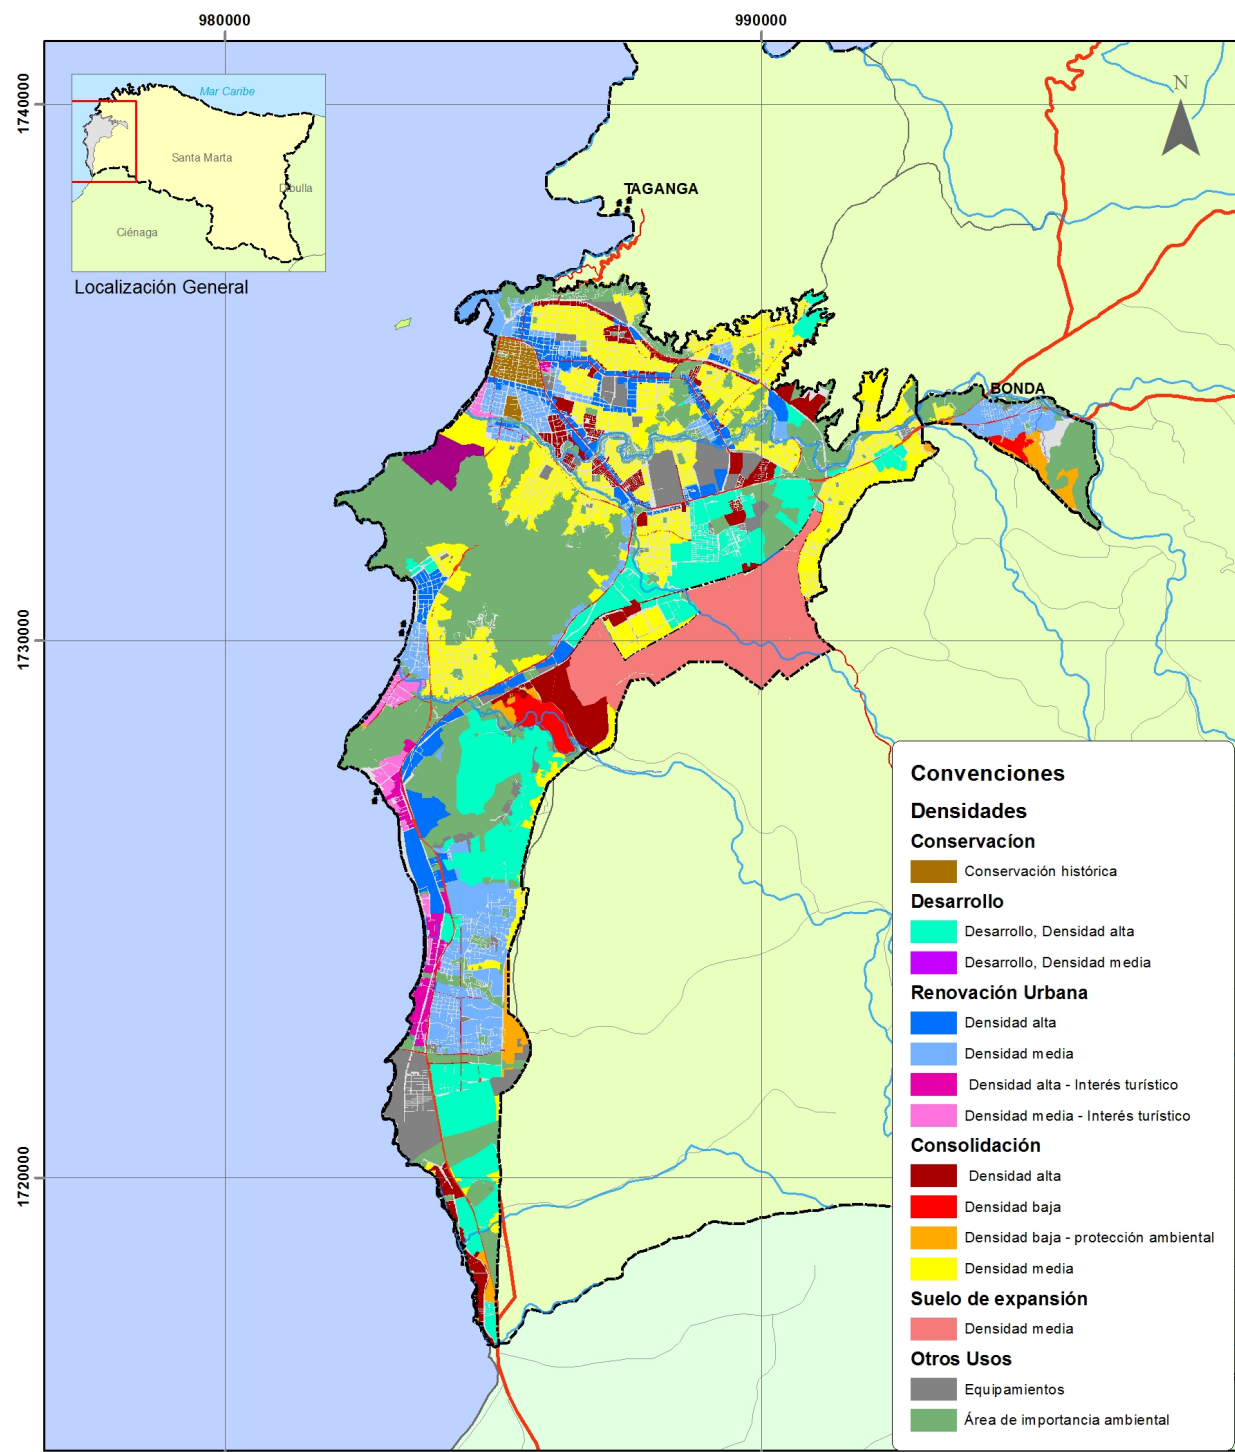 980000
990000
1740000
1730000
1720000
Mar Caribe
Santa Marta
Dibulla
Ciénaga
Localización General
N
TAGANGA
BONDA
Convenciones
Densidades
Conservacíon
Conservación histórica
Desarrollo
Desarrollo, Densidad alta
Desarrollo, Densidad media
Renovación Urbana
Densidad alta
Densidad media
Densidad alta - Interés turístico
Densidad media - Interés turístico
Consolidación
Densidad alta
Densidad baja
Densidad baja - protección ambiental
Densidad media
Suelo de expansión
Densidad media
Otros Usos
Equipamientos
Área de importancia ambiental